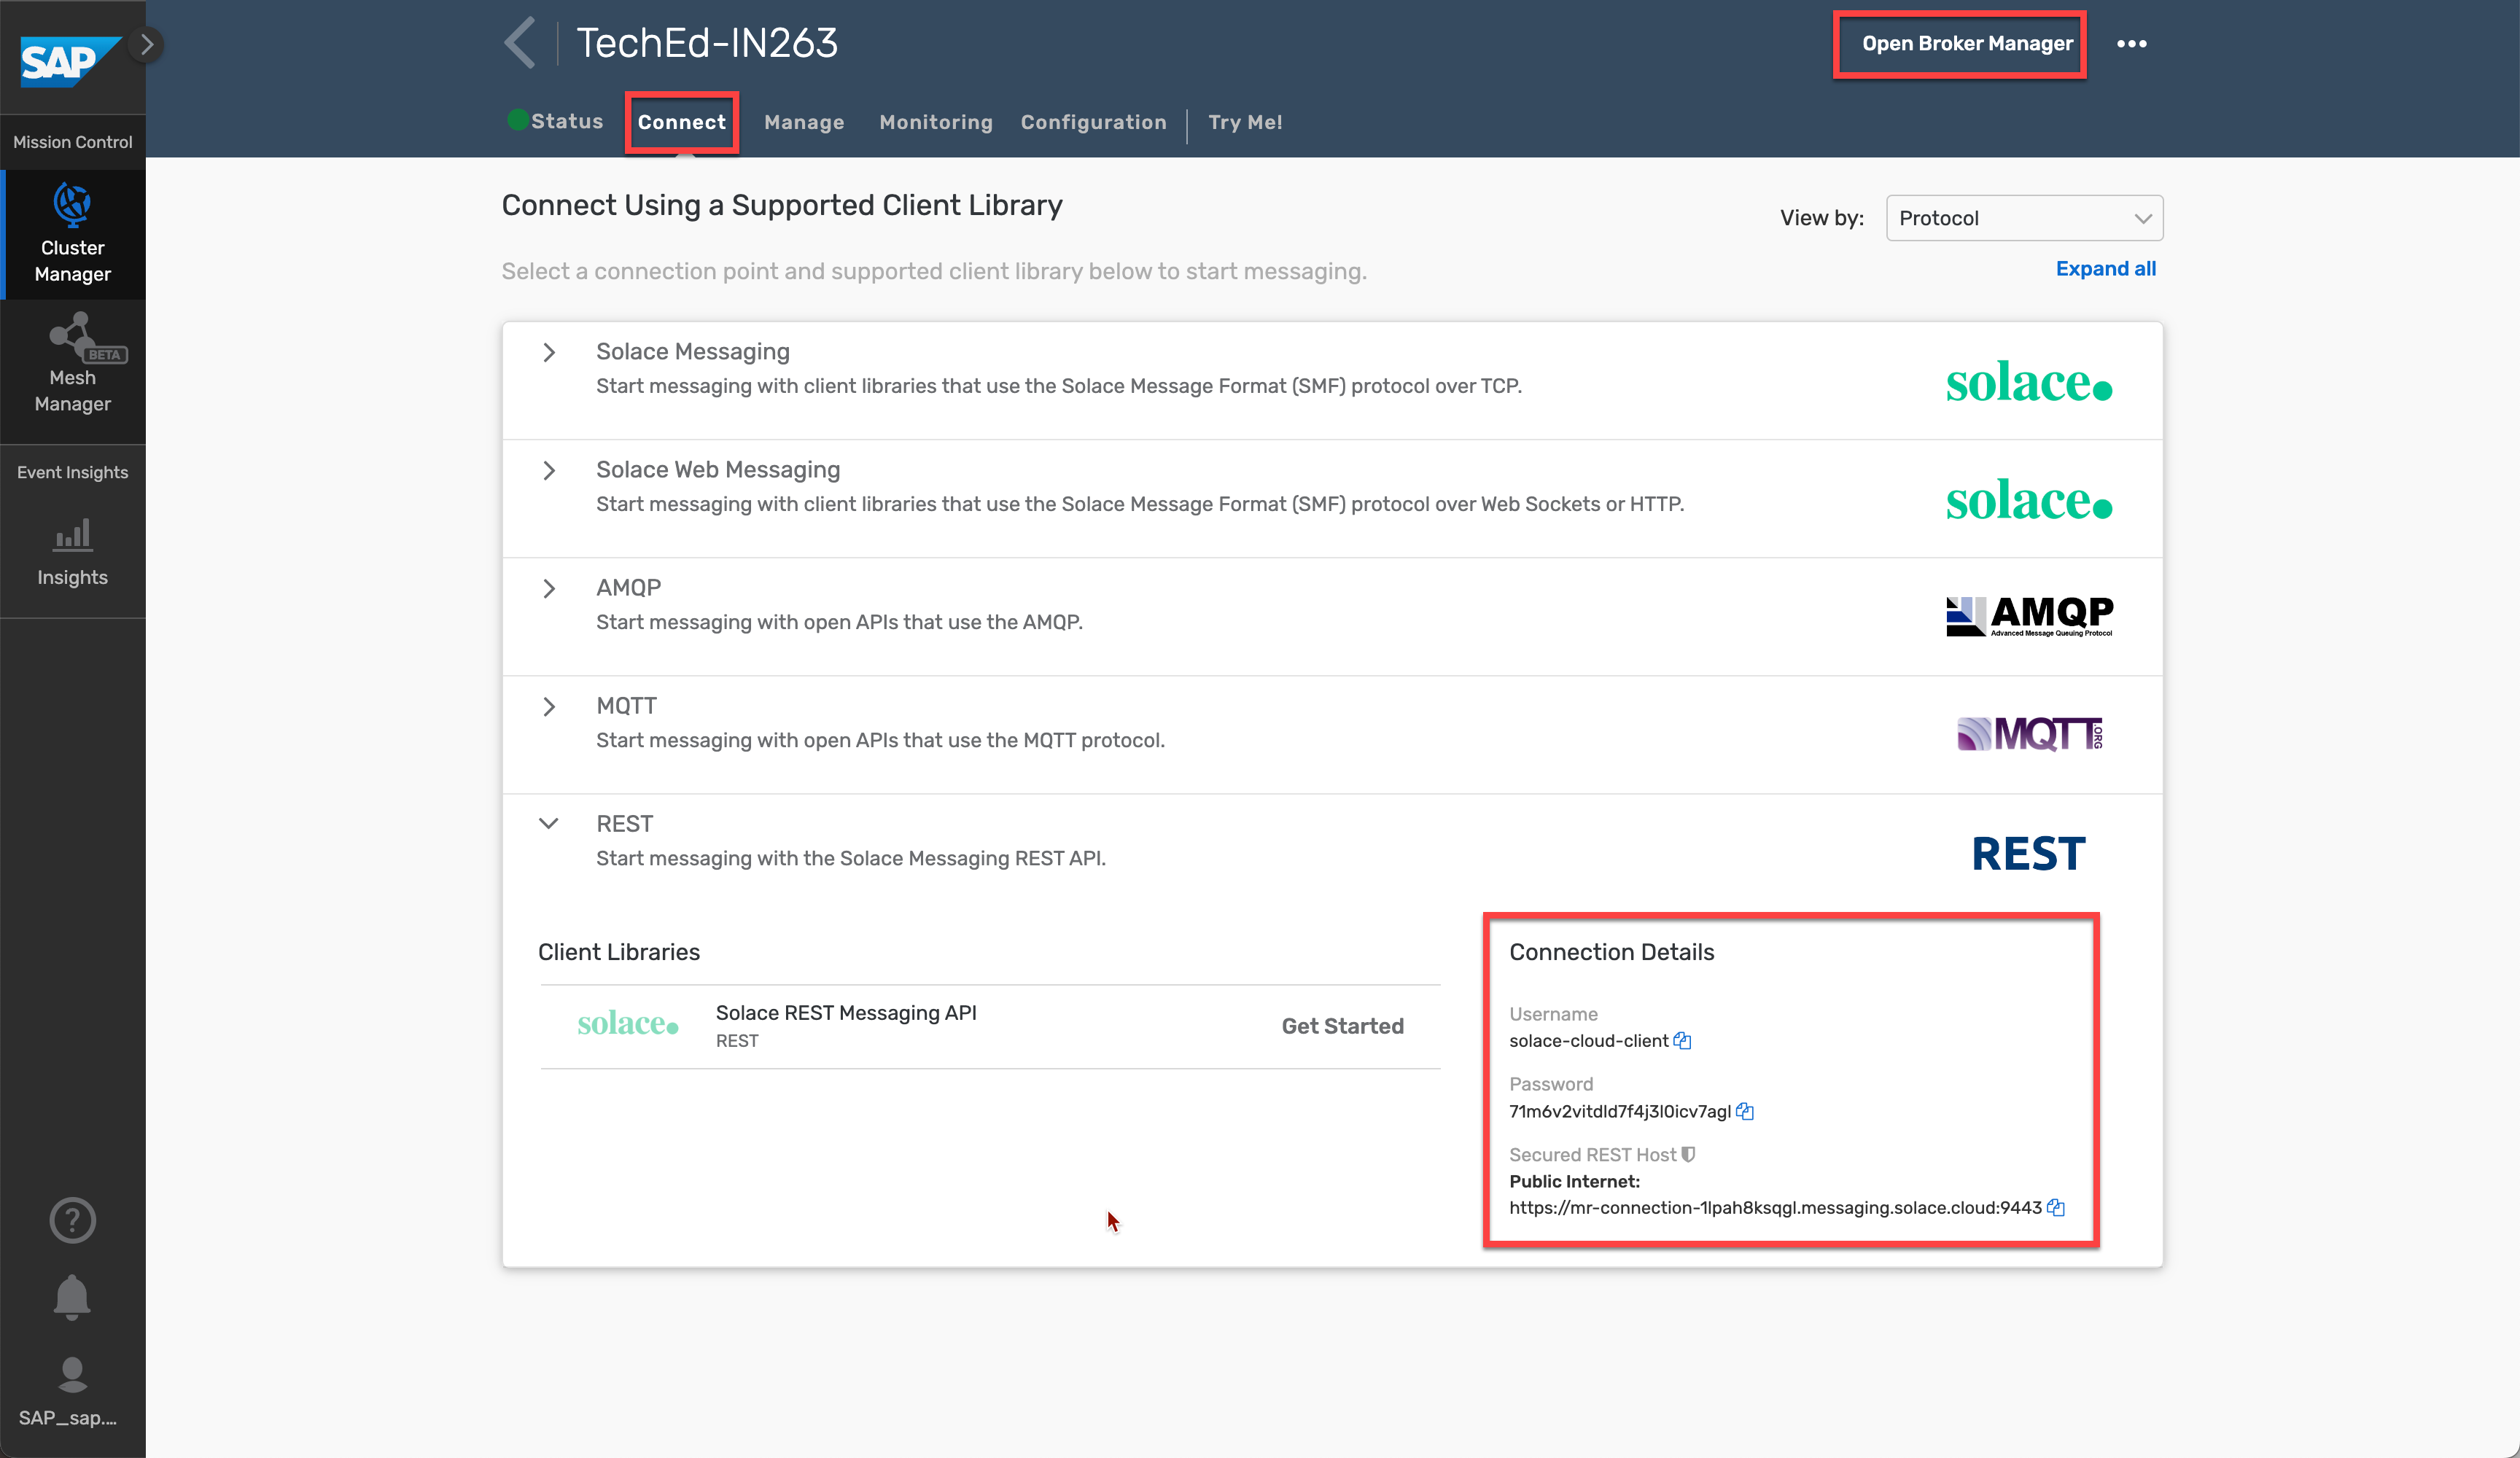 SAP
TechEd-IN263
Open Broker Manager
Status
Connect
Manage
Monitoring
Configuration
Try Me!
Mission Control
Cluster
Manager
BETA
Mesh
Manager
Event Insights
Insights
SAP_sap....
Connect Using a Supported Client Library
View by:
Protocol
Select a connection point and supported client library below to start messaging.
Expand all
Solace Messaging
Start messaging with client libraries that use the Solace Message Format (SMF) protocol over TCP.
solace.
Solace Web Messaging
Start messaging with client libraries that use the Solace Message Format (SMF) protocol over Web Sockets or HTTP.
solace.
AMQP
Start messaging with open APIs that use the AMQP.
AMQP
Advanced Message Queuing Protocol
MQTT
Start messaging with open APIs that use the MQTT protocol.
MQTT.ORG
REST
Start messaging with the Solace Messaging REST API.
REST
Client Libraries
solace.
Solace REST Messaging API
REST
Get Started
Connection Details
Username
solace-cloud-client
Password
71m6v2vitdld7f4j3l0icv7agl
Secured REST Host
Public Internet:
https://mr-connection-1lpah8ksqgl.messaging.solace.cloud:9443